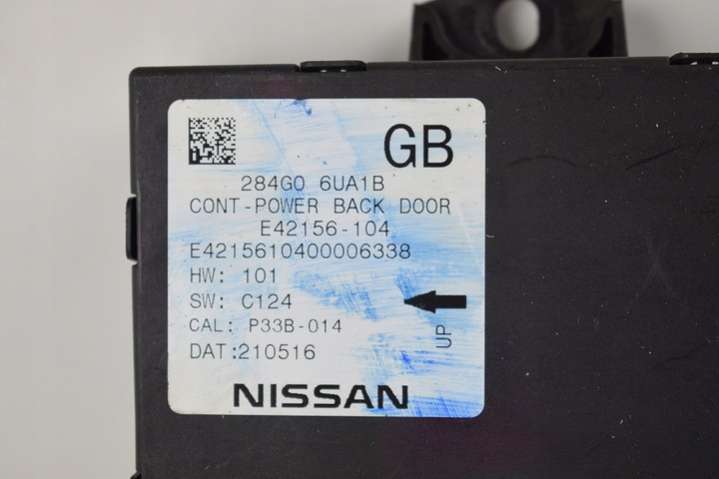 GB
284G0 6UA1B
CONT-POWER BACK DOOR
E42156-104
E4215610400006338
HW: 101
SW: C124
CAL: P33B-014
UP
DAT:210516
NISSAN